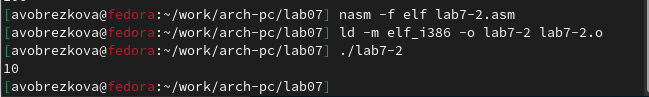 [avobrezkova@fedora:~/work/arch-pc/lab07] nasm -f elf lab7-2.asm
[avobrezkova@fedora:~/work/arch-pc/lab07] ld -m elf_i386 -o lab7-2 lab7-2.o
[avobrezkova@fedora:~/work/arch-pc/lab07] ./lab7-2
10
[avobrezkova@fedora:~/work/arch-pc/lab07]